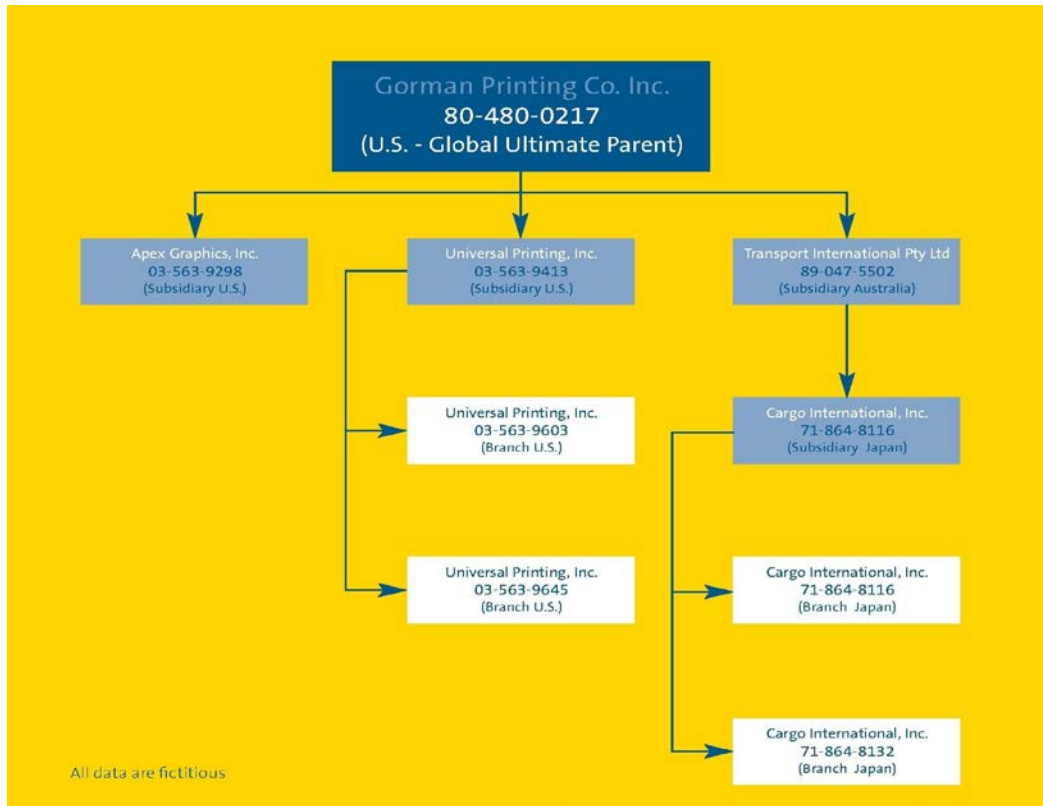 Gorman Printing Co. Inc.
80-480-0217
(U.S. - Global Ultimate Parent)
Apex Graphics, Inc.
03-563-9298
(Subsidiary U.S.)
Universal Printing, Inc.
03-563-9413
(Subsidiary U.S.)
Transport International Pty Ltd
89-047-5502
(Subsidiary Australia)
Universal Printing, Inc.
03-563-9603
(Branch U.S.)
Cargo International, Inc.
71-864-8116
(Subsidiary Japan)
Universal Printing, Inc.
03-563-9645
(Branch U.S.)
Cargo International, Inc.
71-864-8116
(Branch Japan)
Cargo International, Inc.
71-864-8132
(Branch Japan)
All data are fictitious